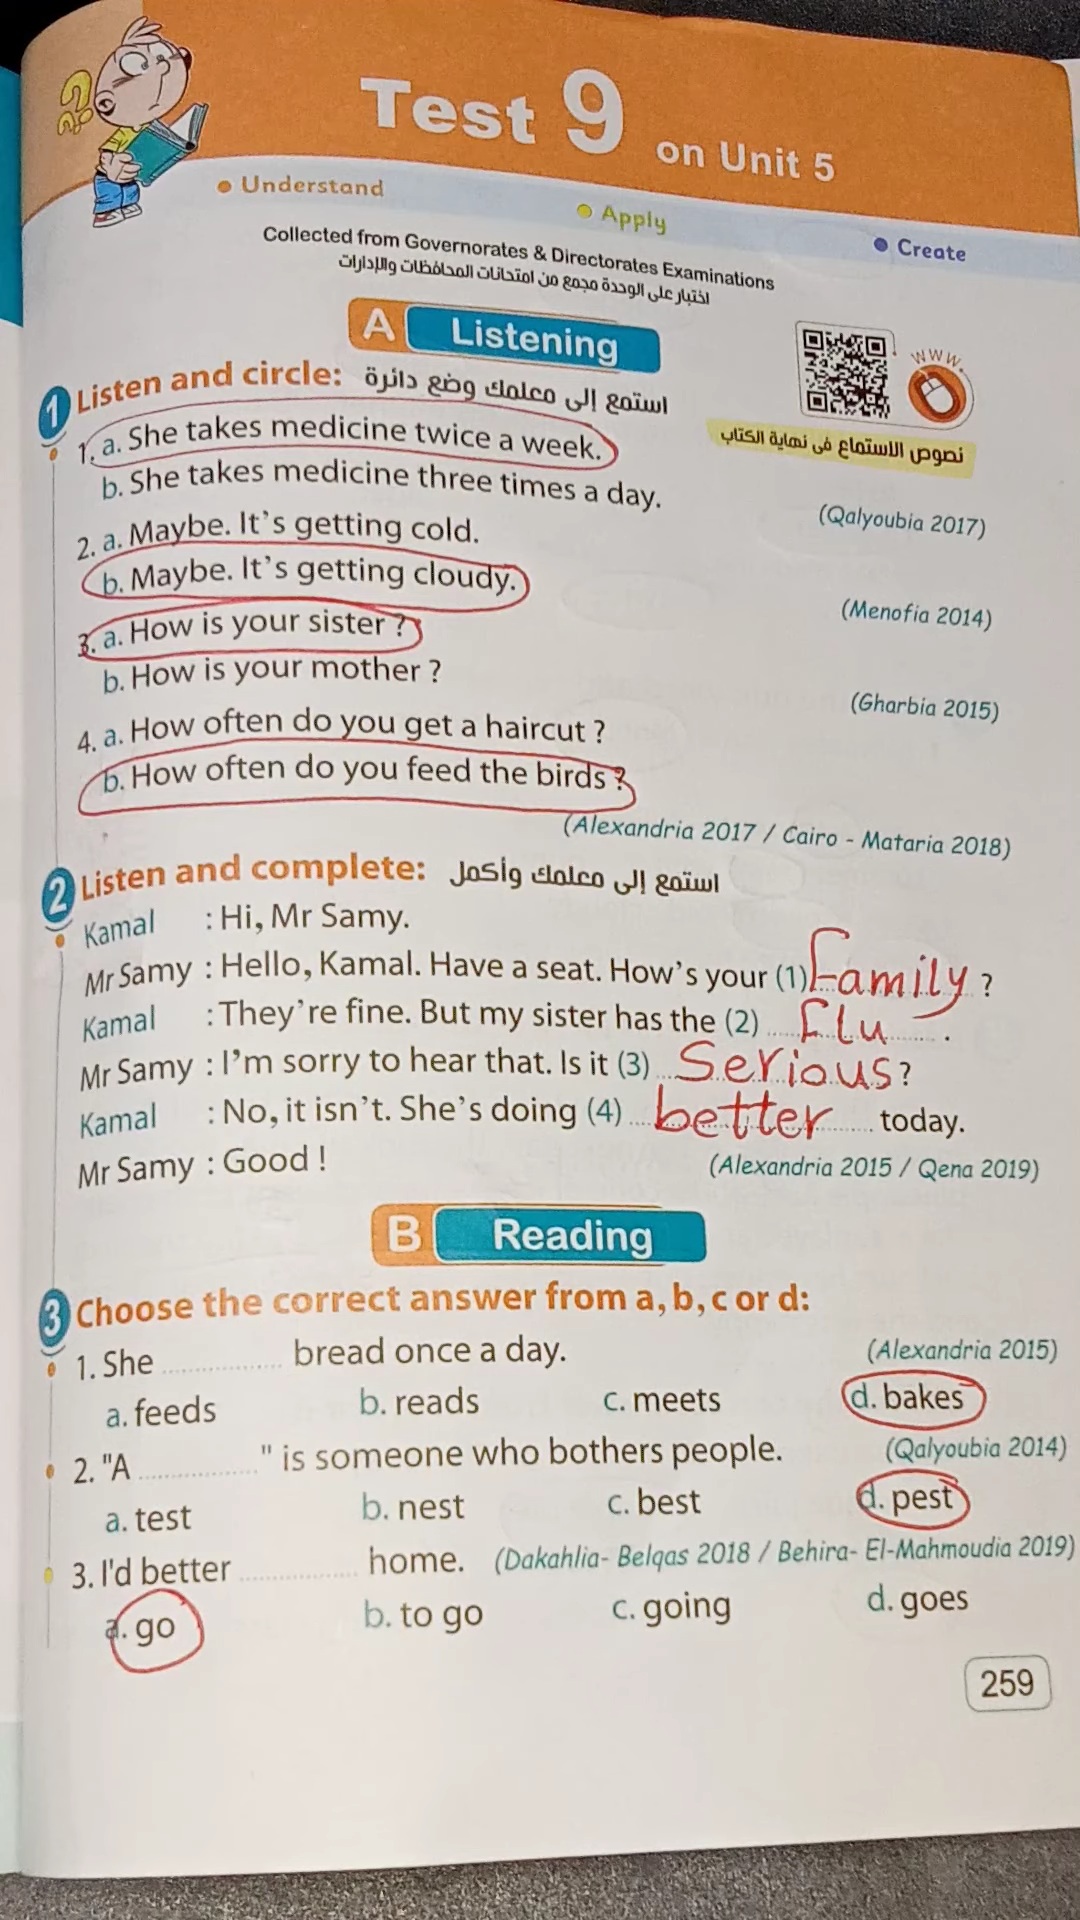 Test 9 on Unit 5
Understand
Apply
Create
Collected from Governorates & Directorates Examinations
اختبار على الوحدة مجمع من امتحانات المحافظات والإدارات
A Listening
WWW.
1 Listen and circle: استمع إلى معلمك وضع دائرة
نصوص الاستماع فى نهاية الكتاب
1. a. She takes medicine twice a week.
b. She takes medicine three times a day.
(Qalyoubia 2017)
2. a. Maybe. It's getting cold.
b. Maybe. It's getting cloudy.
(Menofia 2014)
3. a. How is your sister ?
b. How is your mother ?
(Gharbia 2015)
4. a. How often do you get a haircut ?
b. How often do you feed the birds ?
(Alexandria 2017 / Cairo - Mataria 2018)
2 Listen and complete: استمع إلى معلمك وأكمل
Kamal : Hi, Mr Samy.
Mr Samy : Hello, Kamal. Have a seat. How's your (1) Family ?
Kamal : They're fine. But my sister has the (2) Flu .
Mr Samy : I'm sorry to hear that. Is it (3) Serious ?
Kamal : No, it isn't. She's doing (4) better today.
Mr Samy : Good !
(Alexandria 2015 / Qena 2019)
B Reading
3 Choose the correct answer from a, b, c or d:
1. She ............... bread once a day. (Alexandria 2015)
a. feeds b. reads c. meets d. bakes
2. "A ............... " is someone who bothers people. (Qalyoubia 2014)
a. test b. nest c. best d. pest
3. I'd better ............... home. (Dakahlia- Belqas 2018 / Behira- El-Mahmoudia 2019)
a. go b. to go c. going d. goes
259